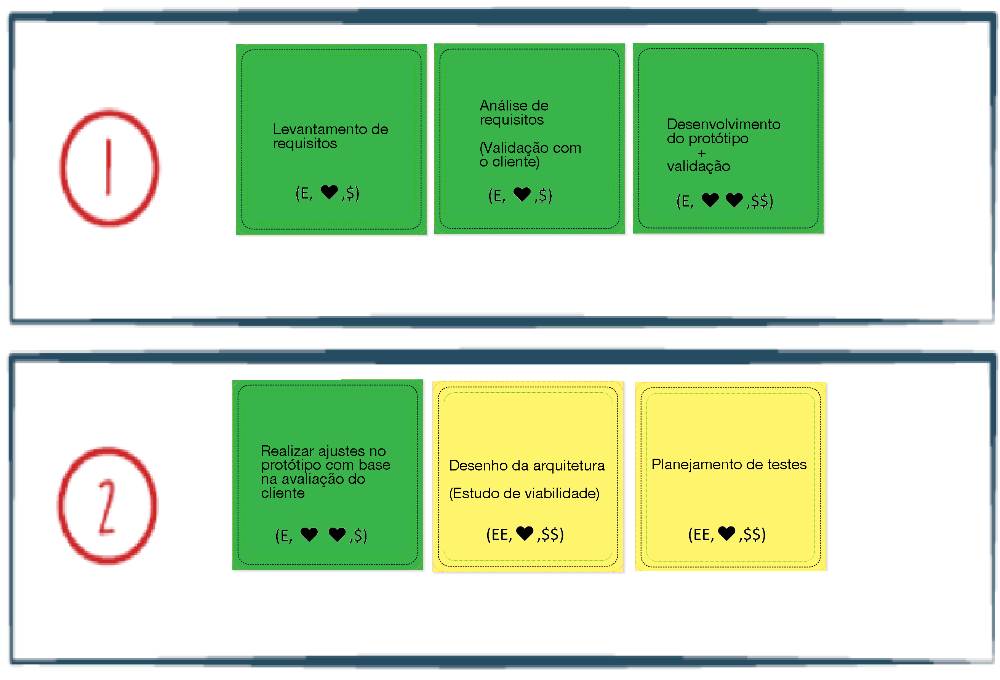 1
Levantamento de
requisitos
(E, ♥ ,$)
Análise de
requisitos
(Validação com
o cliente)
(E, ♥ ,$)
Desenvolvimento
do protótipo
+
validação
(E, ♥ ♥ ,$$)
2
Realizar ajustes no
protótipo com base
na avaliação do
cliente
(E, ♥ ♥ ,$)
Desenho da arquitetura
(Estudo de viabilidade)
(EE, ♥ ,$$)
Planejamento de testes
(EE, ♥ ,$$)